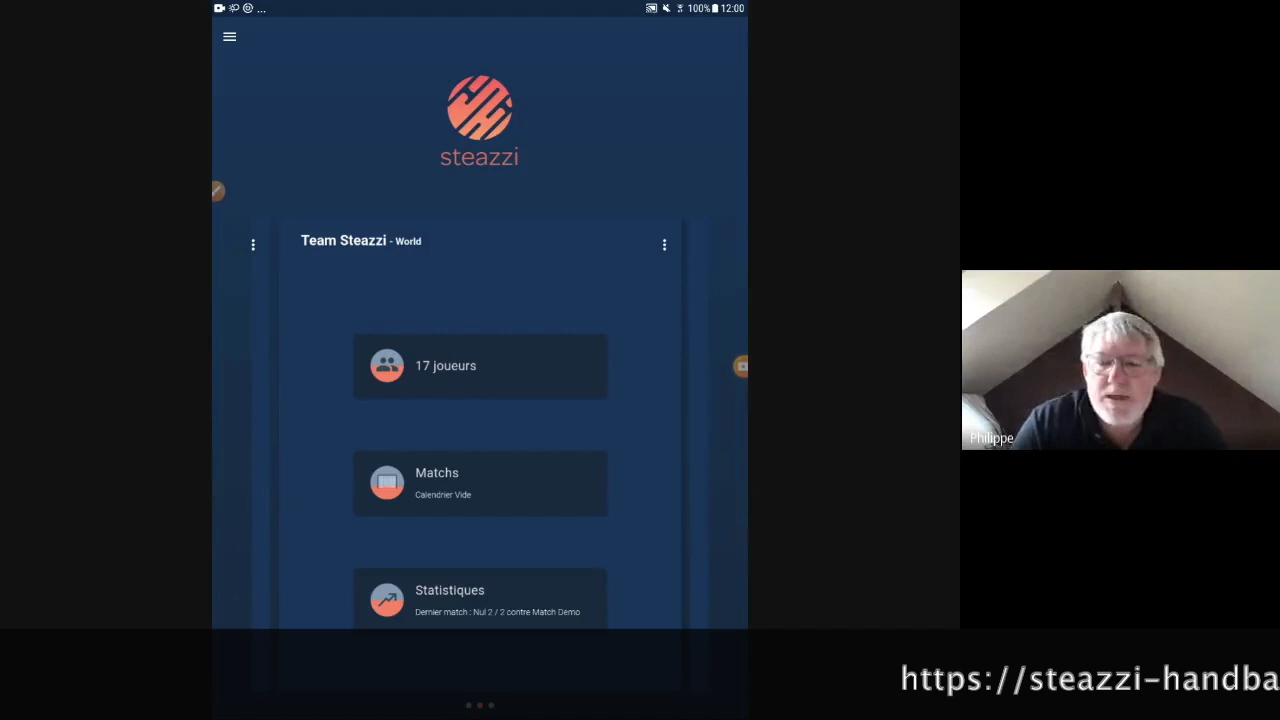 ...
100% 12:00
steazzi
Team Steazzi - World
17 joueurs
Matchs
Calendrier Vide
Statistiques
Dernier match : Nul 2 / 2 contre Match Demo
Philippe
https://steazzi-handba